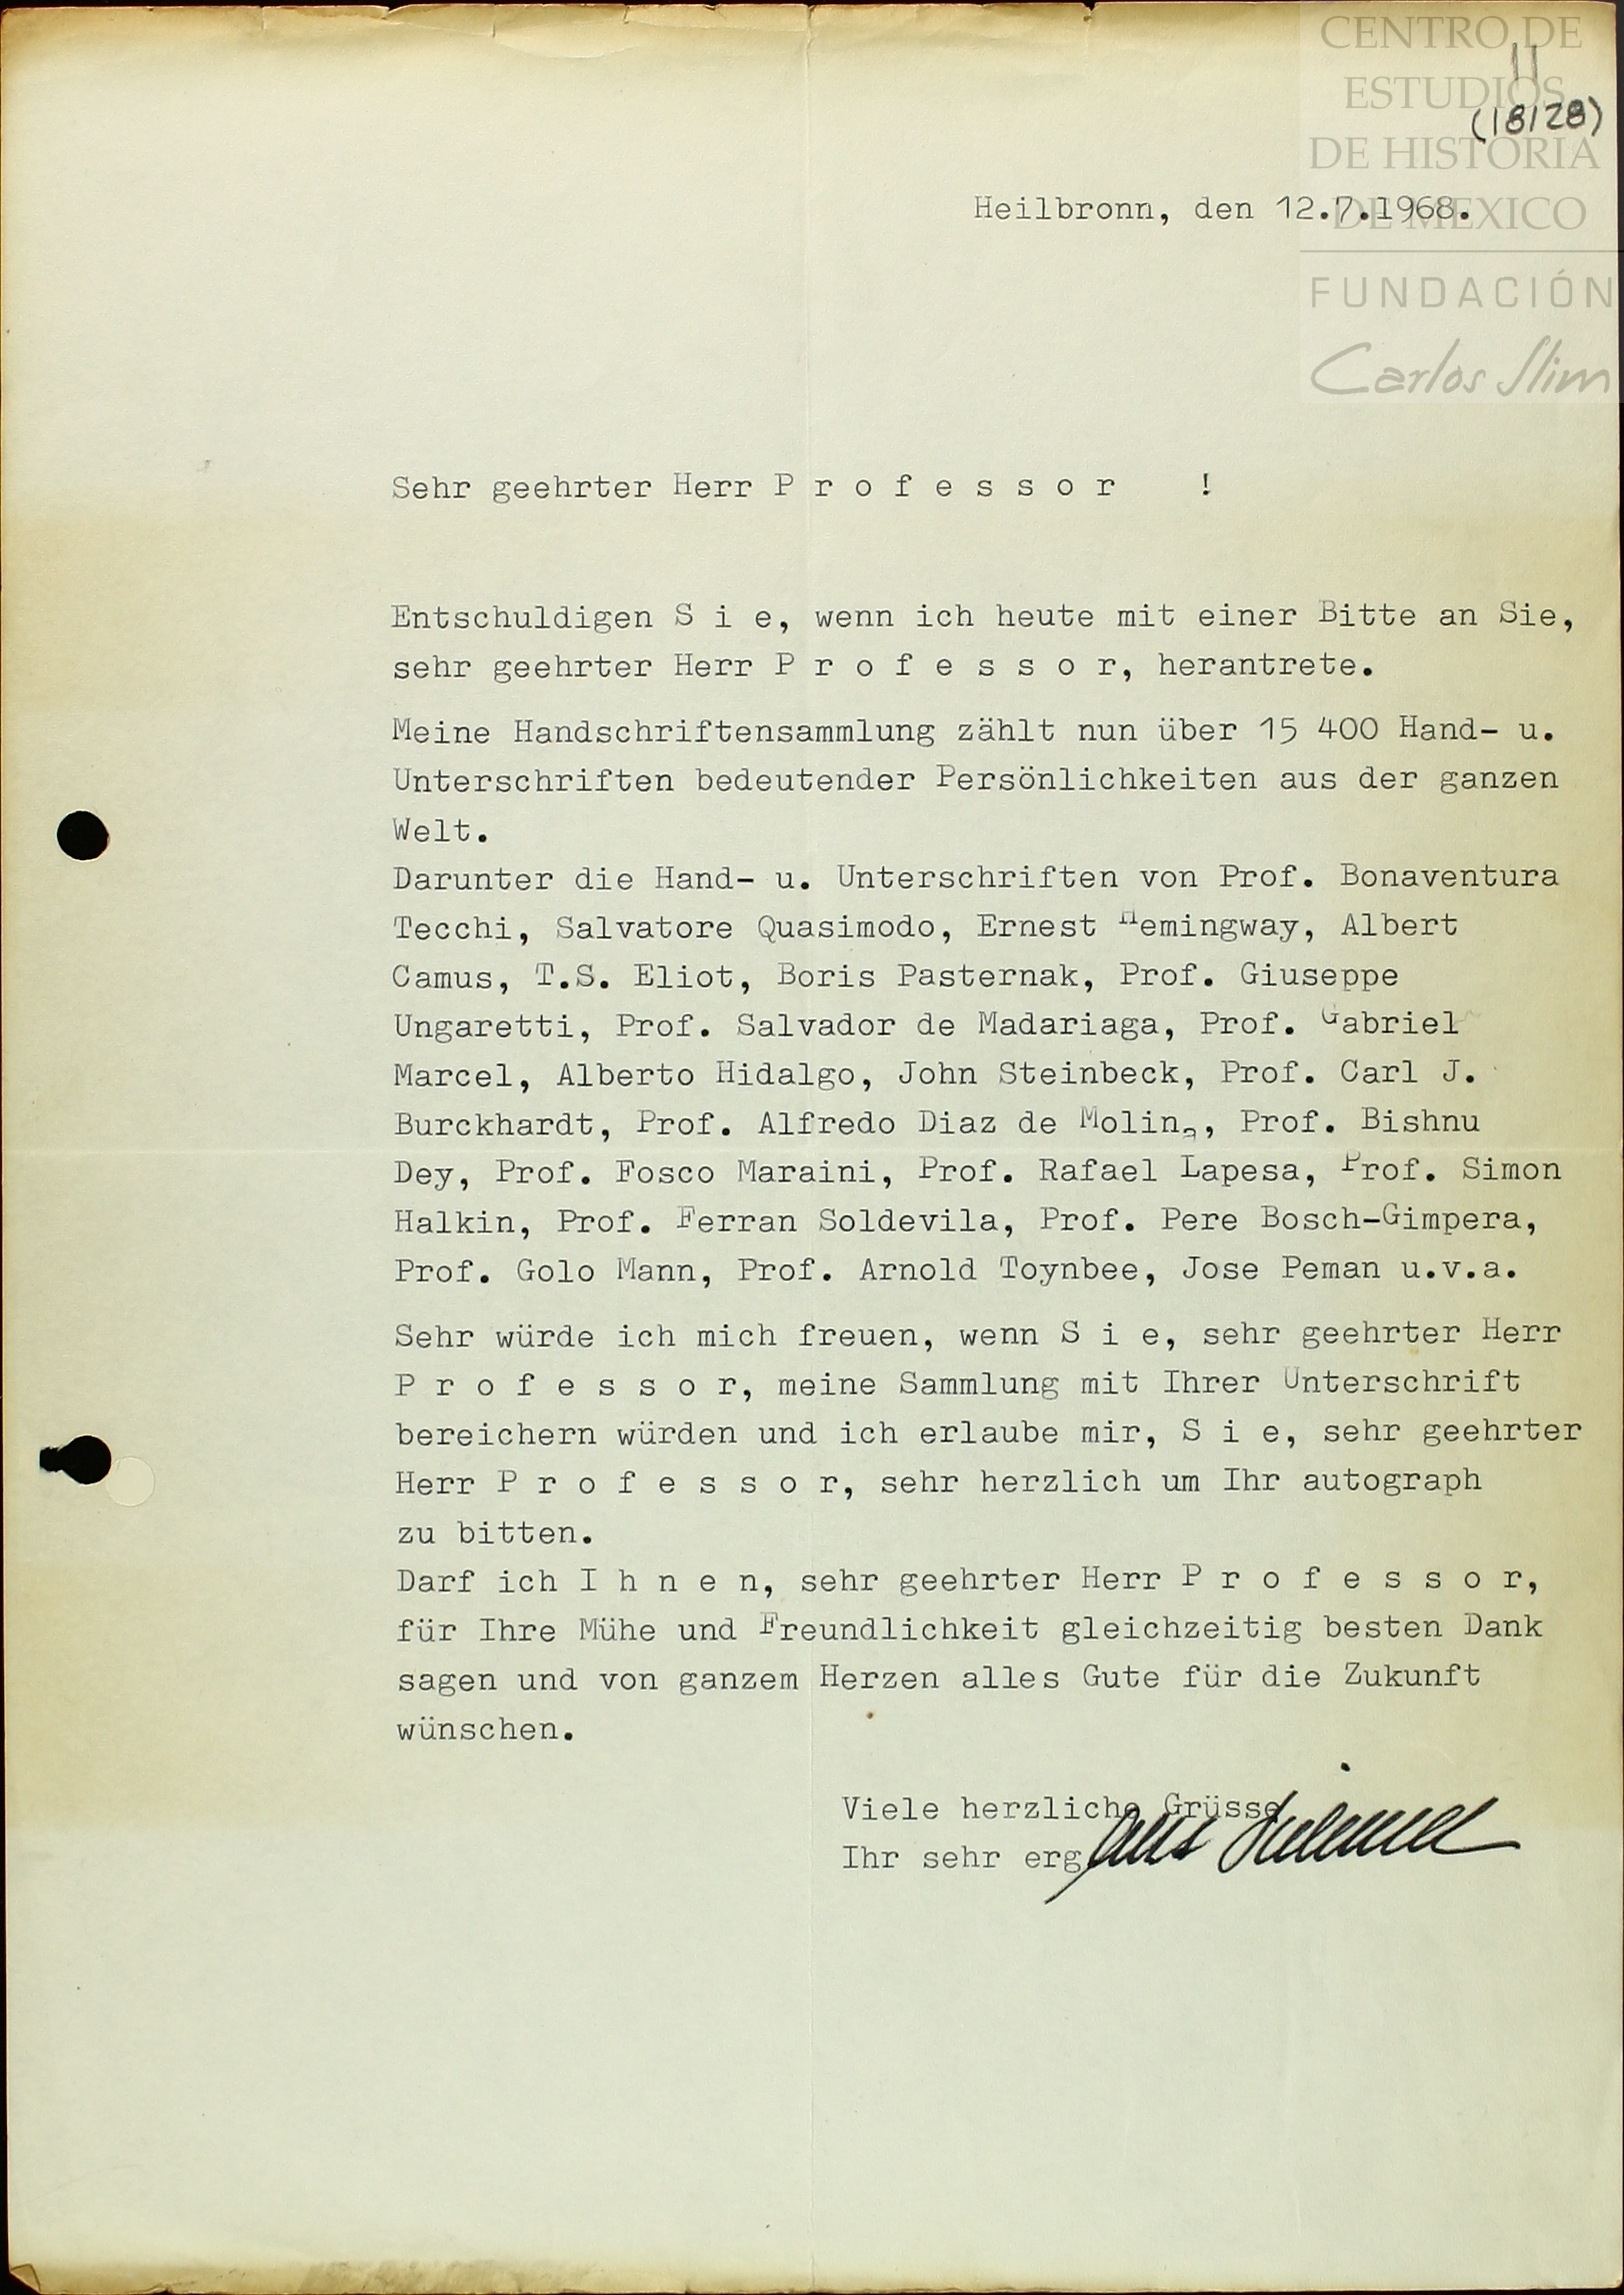 CENTRO DE
ESTUDIOS
11
(18128)
DE HISTORIA
DE MEXICO
Heilbronn, den 12.7.1968.
FUNDACIÓN
Carlos Slim
Sehr geehrter Herr P r o f e s s o r !
Entschuldigen S i e, wenn ich heute mit einer Bitte an Sie,
sehr geehrter Herr P r o f e s s o r, herantrete.
Meine Handschriftensammlung zählt nun über 15 400 Hand- u.
Unterschriften bedeutender Persönlichkeiten aus der ganzen
Welt.
Darunter die Hand- u. Unterschriften von Prof. Bonaventura
Tecchi, Salvatore Quasimodo, Ernest Hemingway, Albert
Camus, T.S. Eliot, Boris Pasternak, Prof. Giuseppe
Ungaretti, Prof. Salvador de Madariaga, Prof. Gabriel
Marcel, Alberto Hidalgo, John Steinbeck, Prof. Carl J.
Burckhardt, Prof. Alfredo Diaz de Molina, Prof. Bishnu
Dey, Prof. Fosco Maraini, Prof. Rafael Lapesa, Prof. Simon
Halkin, Prof. Ferran Soldevila, Prof. Pere Bosch-Gimpera,
Prof. Golo Mann, Prof. Arnold Toynbee, Jose Peman u.v.a.
Sehr würde ich mich freuen, wenn S i e, sehr geehrter Herr
P r o f e s s o r, meine Sammlung mit Ihrer Unterschrift
bereichern würden und ich erlaube mir, S i e, sehr geehrter
Herr P r o f e s s o r, sehr herzlich um Ihr autograph
zu bitten.
Darf ich I h n e n, sehr geehrter Herr P r o f e s s o r,
für Ihre Mühe und Freundlichkeit gleichzeitig besten Dank
sagen und von ganzem Herzen alles Gute für die Zukunft
wünschen.
Viele herzliche Grüsse
Ihr sehr erg.